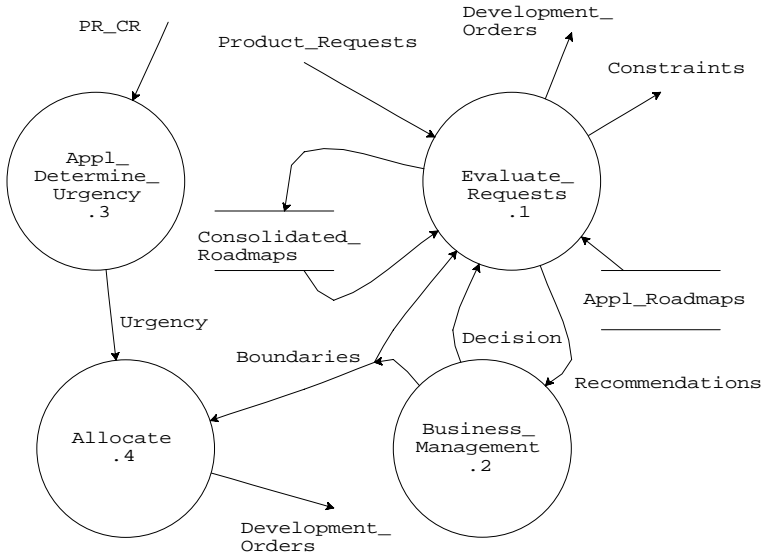 PR_CR
Product_Requests
Development_
Orders
Constraints
Appl_
Determine_
Urgency
.3
Evaluate_
Requests
.1
Consolidated_
Roadmaps
Appl_Roadmaps
Urgency
Boundaries
Decision
Recommendations
Allocate
.4
Business_
Management
.2
Development_
Orders